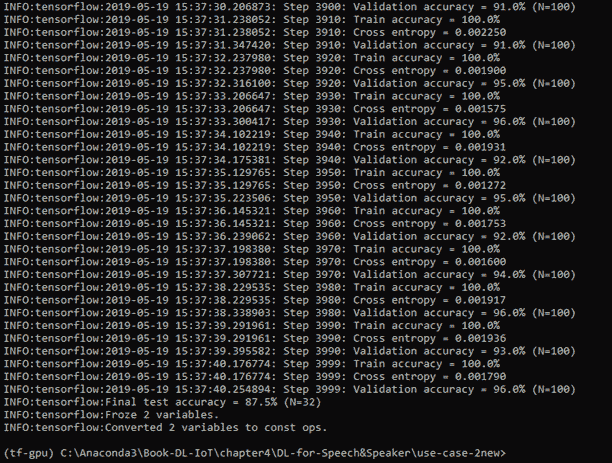 INFO:tensorflow:2019-05-19 15:37:30.206873: Step 3900: Validation accuracy = 91.0% (N=100)
INFO:tensorflow:2019-05-19 15:37:31.238052: Step 3910: Train accuracy = 100.0%
INFO:tensorflow:2019-05-19 15:37:31.238052: Step 3910: Cross entropy = 0.002250
INFO:tensorflow:2019-05-19 15:37:31.347420: Step 3910: Validation accuracy = 91.0% (N=100)
INFO:tensorflow:2019-05-19 15:37:32.237980: Step 3920: Train accuracy = 100.0%
INFO:tensorflow:2019-05-19 15:37:32.237980: Step 3920: Cross entropy = 0.001900
INFO:tensorflow:2019-05-19 15:37:32.316100: Step 3920: Validation accuracy = 95.0% (N=100)
INFO:tensorflow:2019-05-19 15:37:33.206647: Step 3930: Train accuracy = 100.0%
INFO:tensorflow:2019-05-19 15:37:33.206647: Step 3930: Cross entropy = 0.001575
INFO:tensorflow:2019-05-19 15:37:33.300417: Step 3930: Validation accuracy = 96.0% (N=100)
INFO:tensorflow:2019-05-19 15:37:34.102219: Step 3940: Train accuracy = 100.0%
INFO:tensorflow:2019-05-19 15:37:34.102219: Step 3940: Cross entropy = 0.001931
INFO:tensorflow:2019-05-19 15:37:34.175381: Step 3940: Validation accuracy = 92.0% (N=100)
INFO:tensorflow:2019-05-19 15:37:35.129765: Step 3950: Train accuracy = 100.0%
INFO:tensorflow:2019-05-19 15:37:35.129765: Step 3950: Cross entropy = 0.001272
INFO:tensorflow:2019-05-19 15:37:35.223506: Step 3950: Validation accuracy = 95.0% (N=100)
INFO:tensorflow:2019-05-19 15:37:36.145321: Step 3960: Train accuracy = 100.0%
INFO:tensorflow:2019-05-19 15:37:36.145321: Step 3960: Cross entropy = 0.001753
INFO:tensorflow:2019-05-19 15:37:36.239062: Step 3960: Validation accuracy = 92.0% (N=100)
INFO:tensorflow:2019-05-19 15:37:37.198380: Step 3970: Train accuracy = 100.0%
INFO:tensorflow:2019-05-19 15:37:37.198380: Step 3970: Cross entropy = 0.001600
INFO:tensorflow:2019-05-19 15:37:37.307721: Step 3970: Validation accuracy = 94.0% (N=100)
INFO:tensorflow:2019-05-19 15:37:38.229535: Step 3980: Train accuracy = 100.0%
INFO:tensorflow:2019-05-19 15:37:38.229535: Step 3980: Cross entropy = 0.001917
INFO:tensorflow:2019-05-19 15:37:38.338903: Step 3980: Validation accuracy = 96.0% (N=100)
INFO:tensorflow:2019-05-19 15:37:39.291961: Step 3990: Train accuracy = 100.0%
INFO:tensorflow:2019-05-19 15:37:39.291961: Step 3990: Cross entropy = 0.001936
INFO:tensorflow:2019-05-19 15:37:39.395582: Step 3990: Validation accuracy = 93.0% (N=100)
INFO:tensorflow:2019-05-19 15:37:40.176774: Step 3999: Train accuracy = 100.0%
INFO:tensorflow:2019-05-19 15:37:40.176774: Step 3999: Cross entropy = 0.001790
INFO:tensorflow:2019-05-19 15:37:40.254894: Step 3999: Validation accuracy = 96.0% (N=100)
INFO:tensorflow:Final test accuracy = 87.5% (N=32)
INFO:tensorflow:Froze 2 variables.
INFO:tensorflow:Converted 2 variables to const ops.
(tf-gpu) C:\Anaconda3\Book-DL-IoT\chapter4\DL-for-Speech&Speaker\use-case-2new>